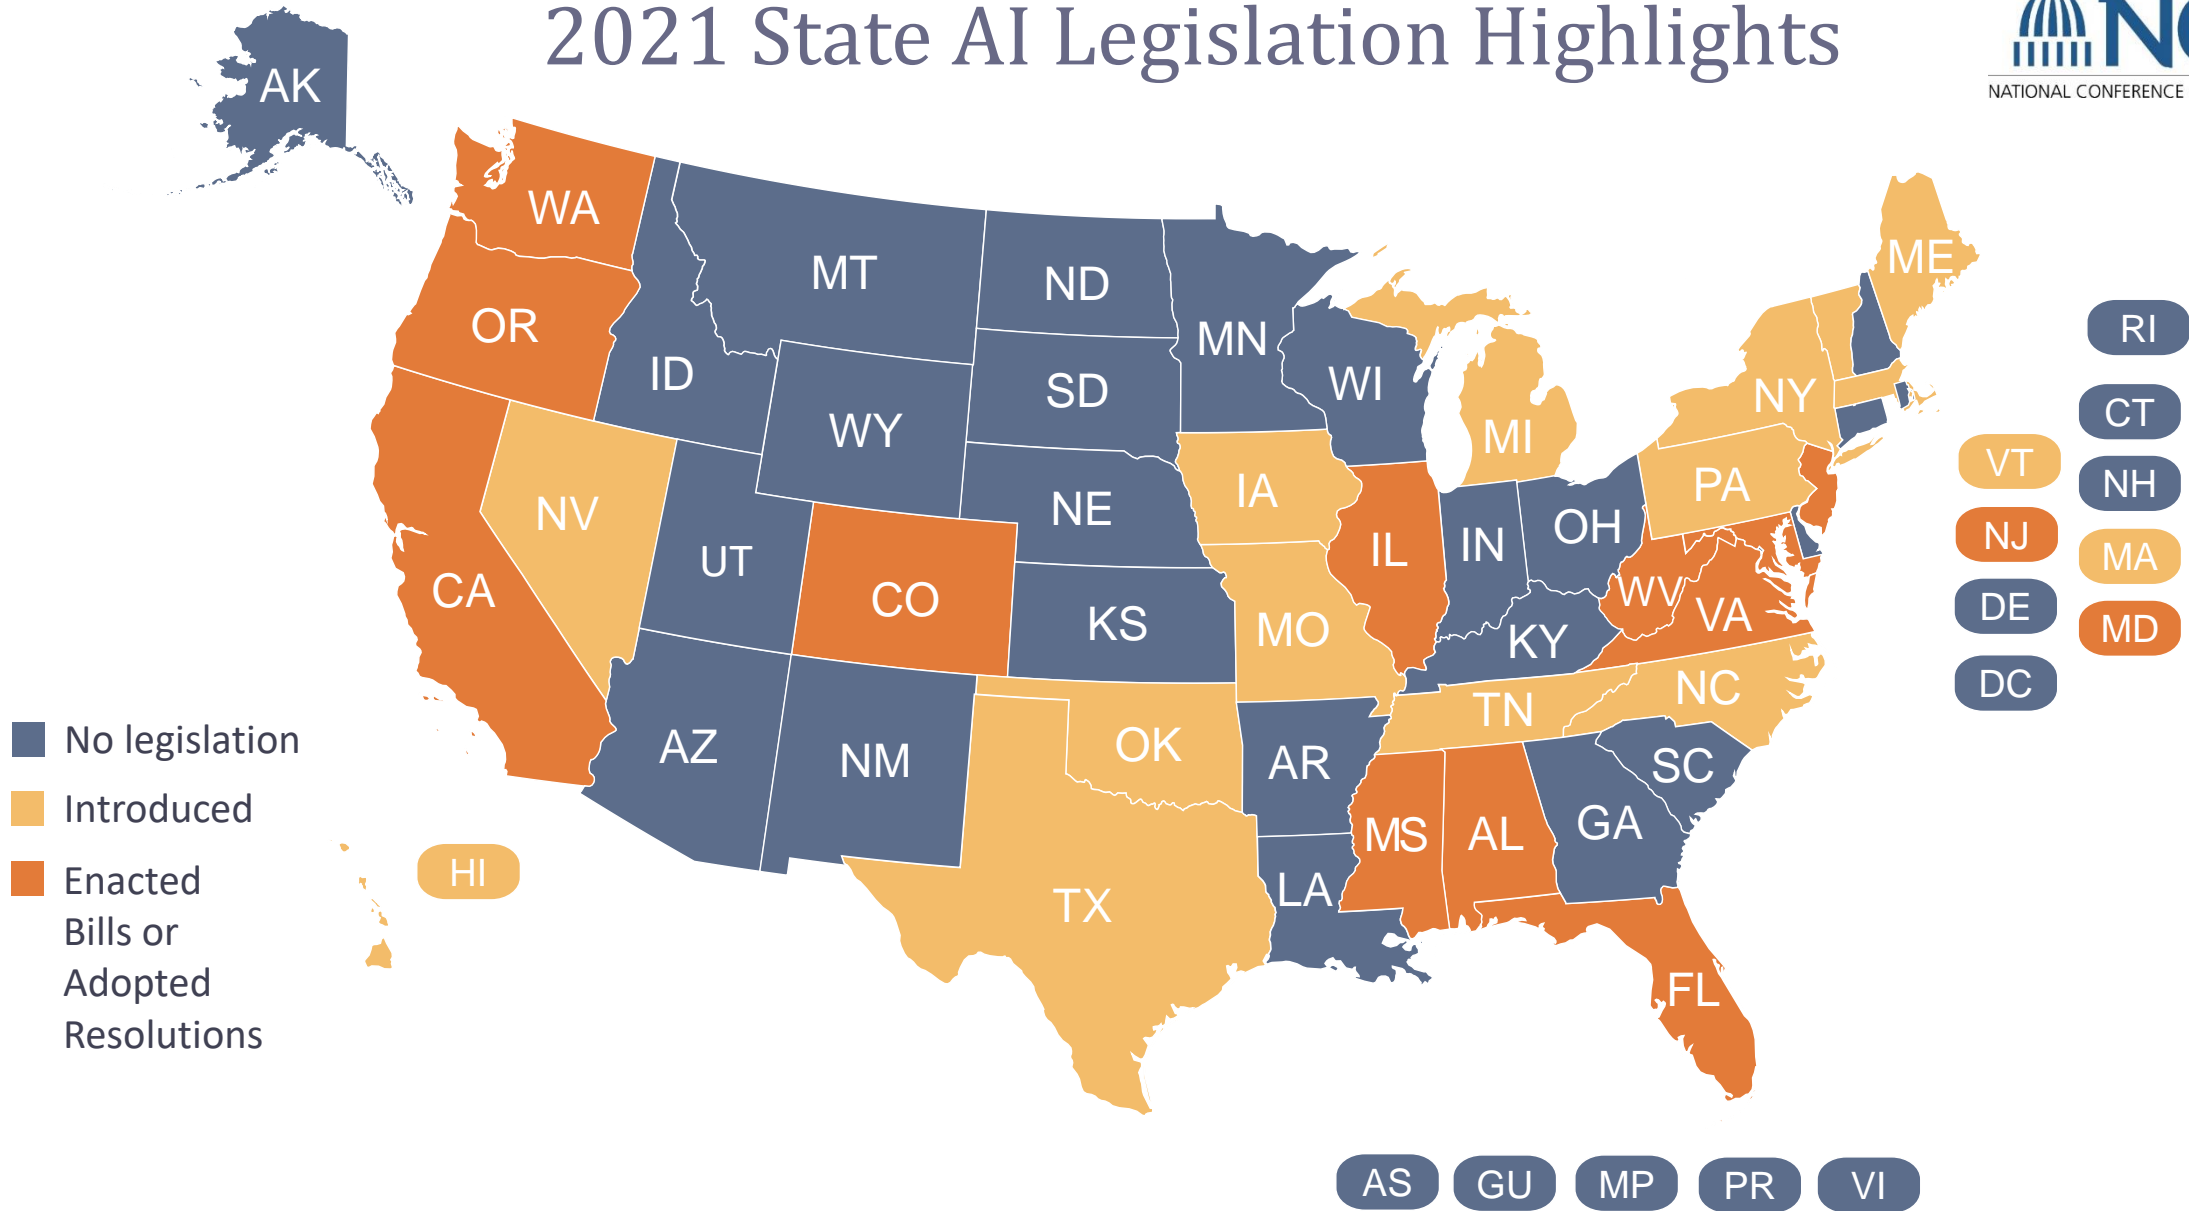 2021 State AI Legislation Highlights
NATIONAL CONFERENCE
AK
WA
OR
CA
NV
ID
MT
WY
UT
CO
AZ
NM
ND
SD
NE
KS
OK
TX
MN
IA
MO
AR
LA
WI
IL
MI
IN
OH
KY
TN
MS
AL
GA
FL
SC
NC
VA
WV
PA
NY
ME
RI
CT
VT
NH
NJ
MA
DE
MD
DC
HI
No legislation
Introduced
Enacted
Bills or
Adopted
Resolutions
AS
GU
MP
PR
VI